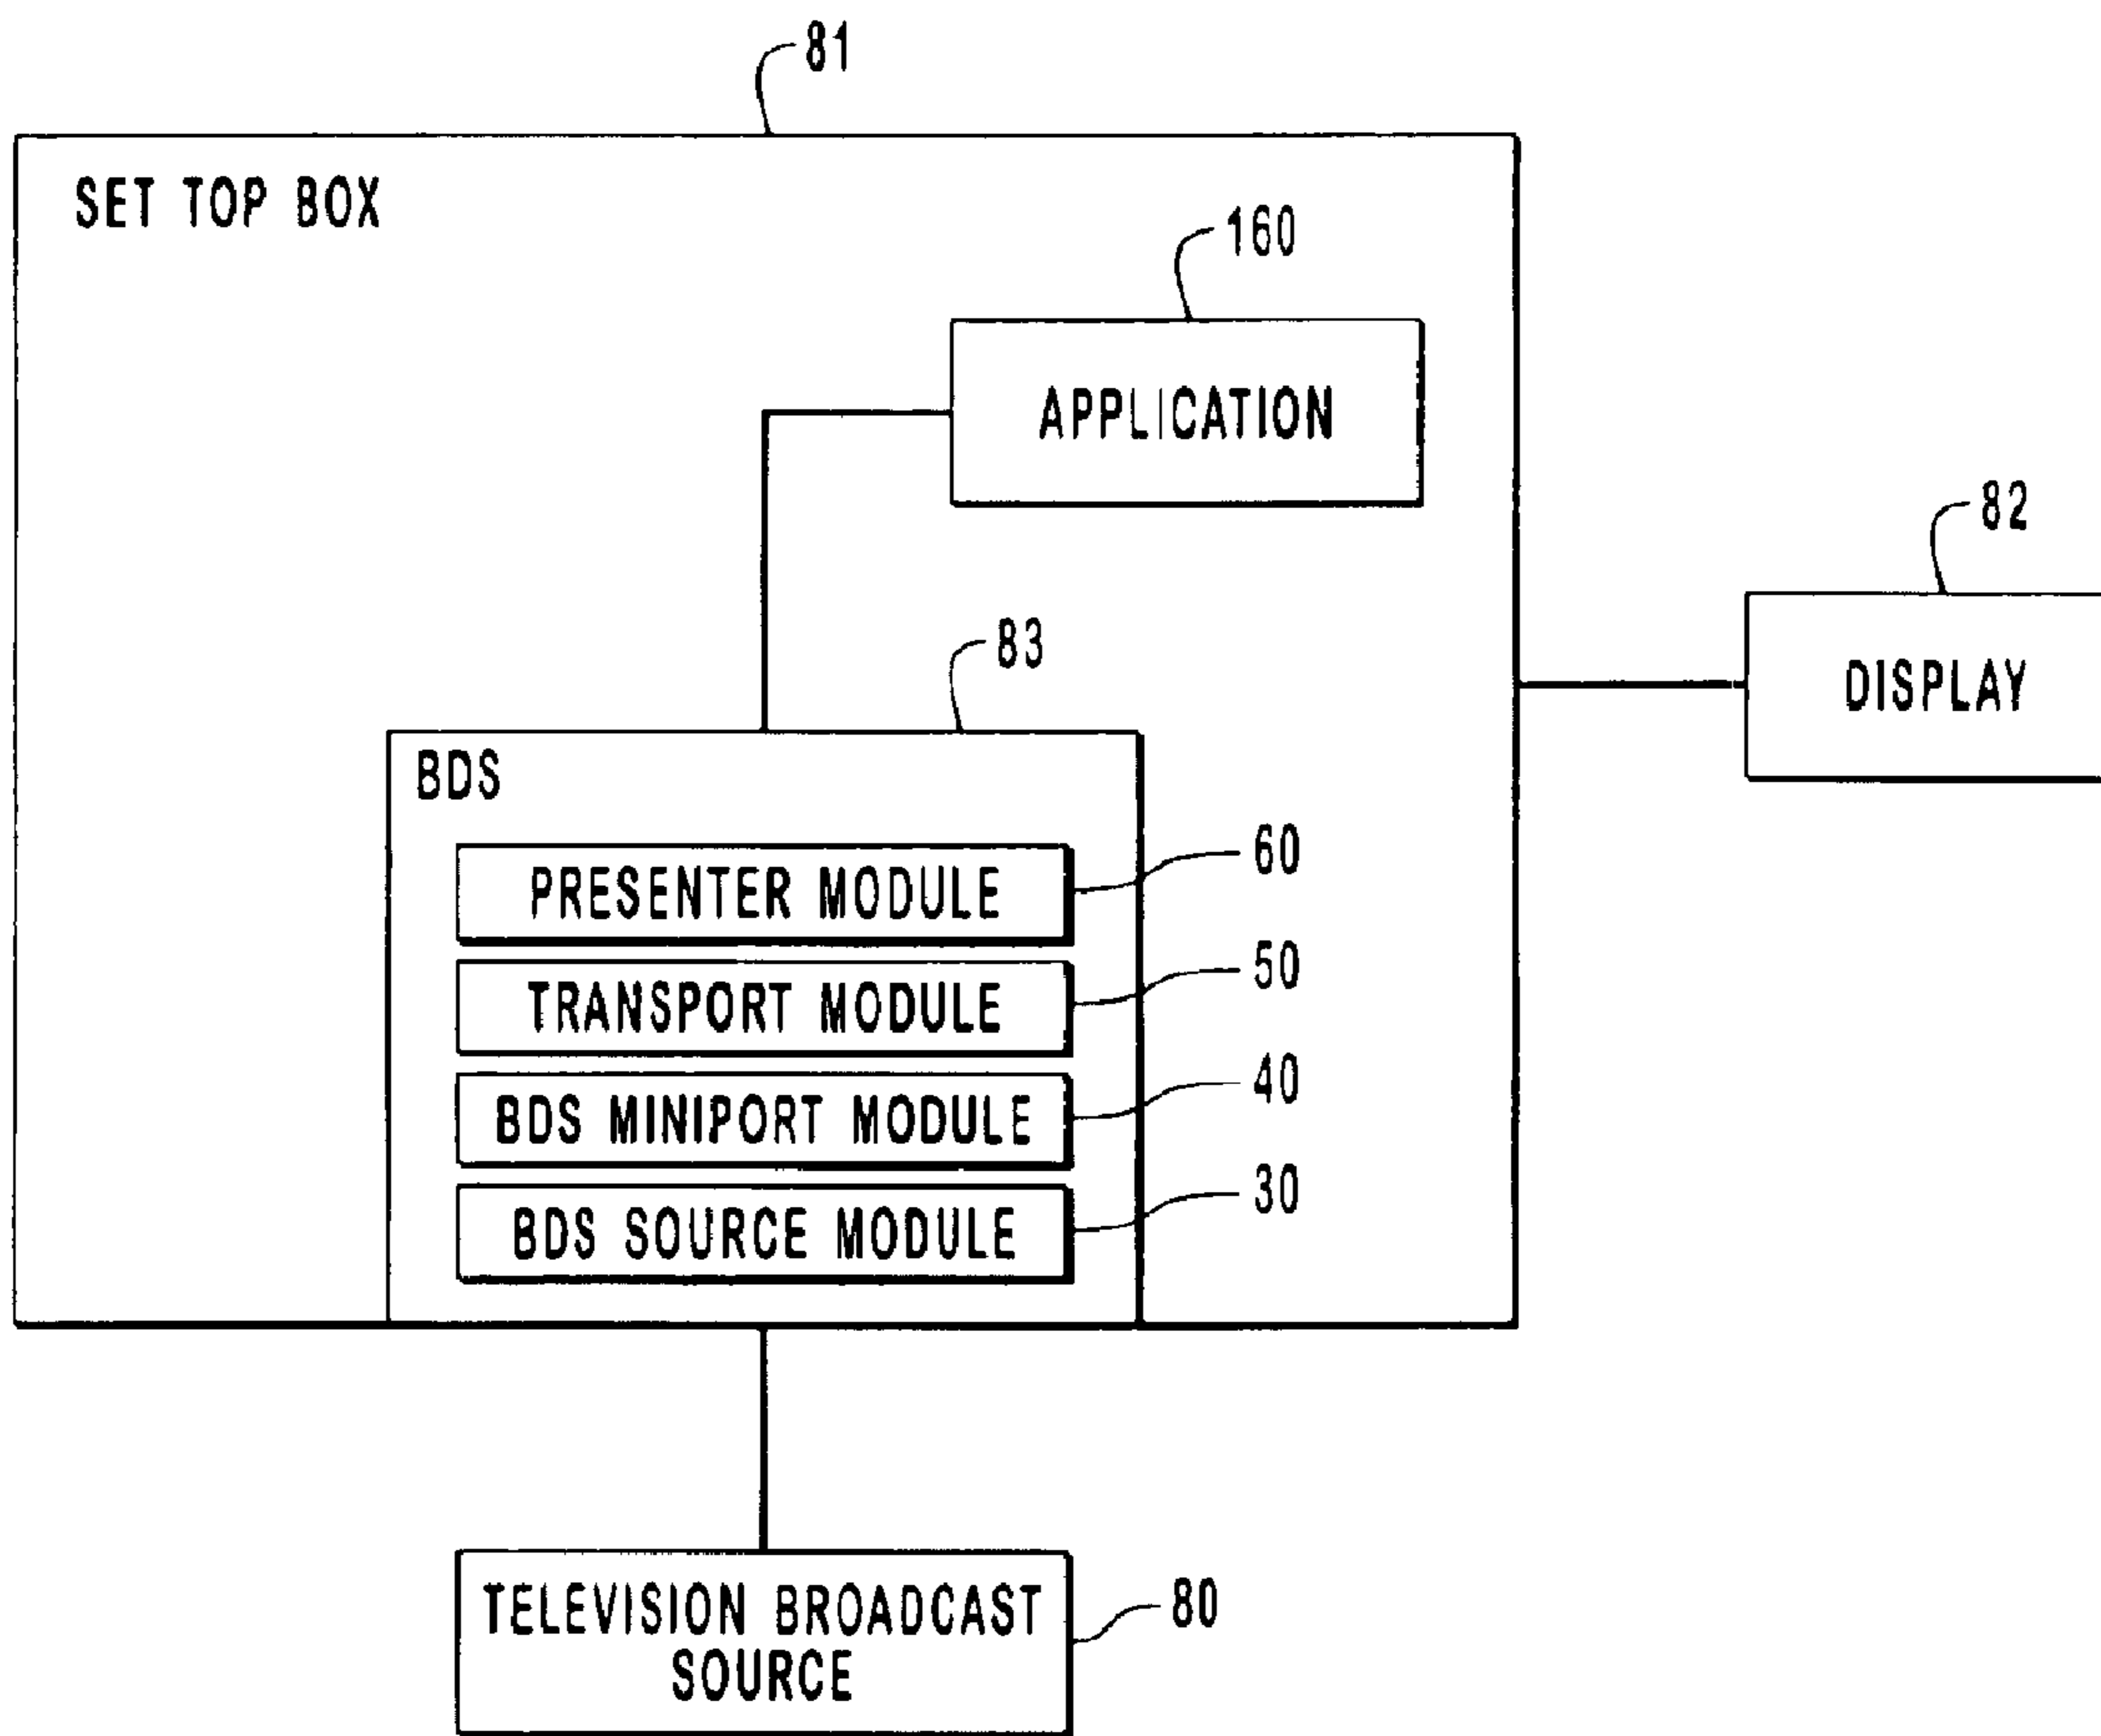 81
SET TOP BOX
160
APPLICATION
82
DISPLAY
83
BDS
PRESENTER MODULE
60
TRANSPORT MODULE
50
BDS MINIPORT MODULE
40
BDS SOURCE MODULE
30
TELEVISION BROADCAST
SOURCE
80